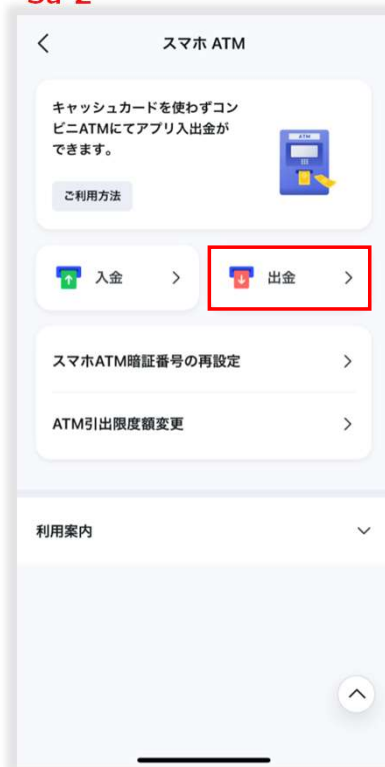 スマホ ATM
キャッシュカードを使わずコン
ビニATMにてアプリ入出金が
できます。
ATM
ご利用方法
入金
出金
スマホATM暗証番号の再設定
ATM引出限度額変更
利用案内